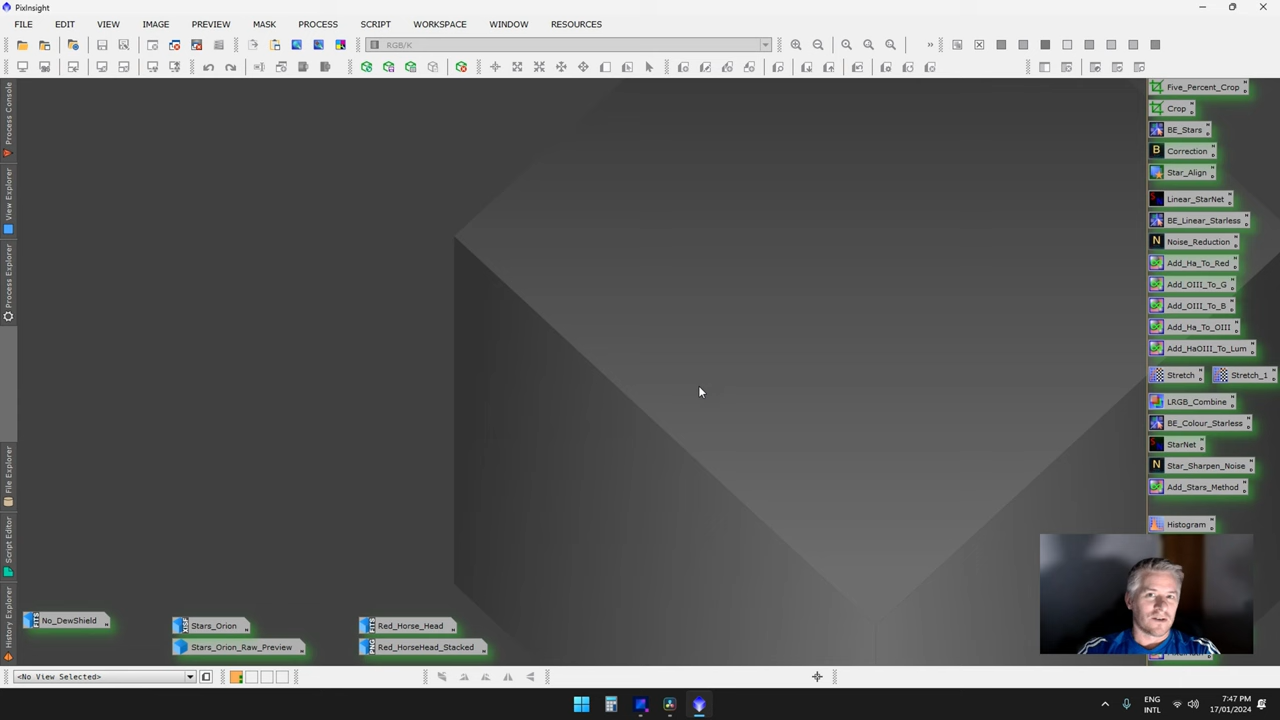 PixInsight
FILE EDIT VIEW IMAGE PREVIEW MASK PROCESS SCRIPT WORKSPACE WINDOW RESOURCES
RGB/K
Process Console
View Explorer
Process Explorer
File Explorer
Script Editor
History Explorer
Five_Percent_Crop
Crop
BE_Stars
Correction
Star_Align
Linear_StarNet
BE_Linear_Starless
Noise_Reduction
Add_Ha_To_Red
Add_OIII_To_G
Add_OIII_To_B
Add_Ha_To_OIII
Add_HaOIII_To_Lum
Stretch Stretch_1
LRGB_Combine
BE_Colour_Starless
StarNet
Star_Sharpen_Noise
Add_Stars_Method
Histogram
No_DewShield
Stars_Orion
Stars_Orion_Raw_Preview
Red_Horse_Head
Red_HorseHead_Stacked
<No View Selected>
ENG
INTL
7:47 PM
17/01/2024